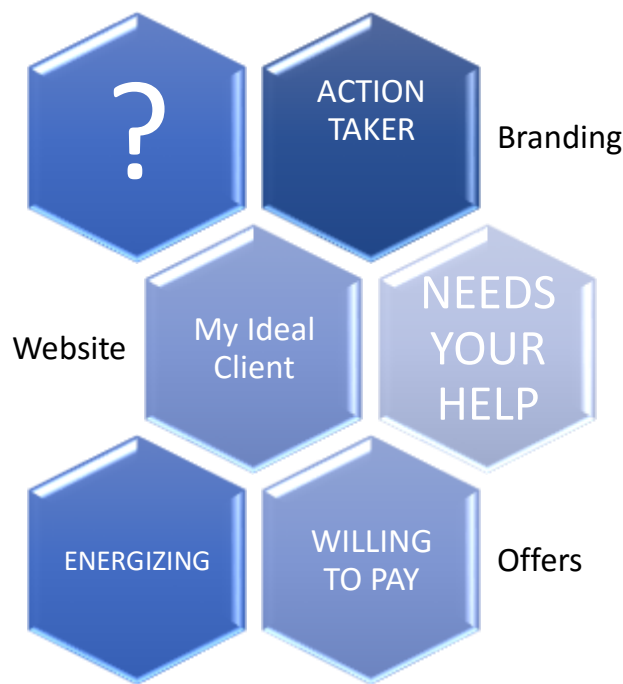 ?
ACTION
TAKER
Branding
Website
My Ideal
Client
NEEDS
YOUR
HELP
ENERGIZING
WILLING
TO PAY
Offers